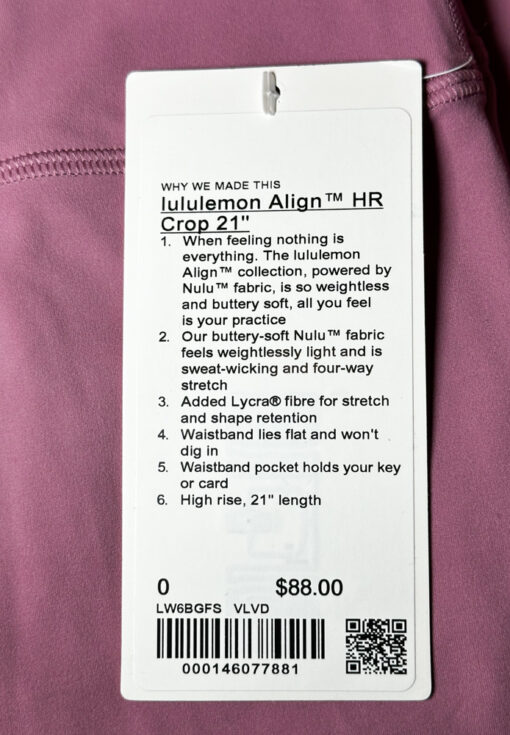 WHY WE MADE THIS
lululemon Align™ HR
Crop 21"
1. When feeling nothing is
everything. The lululemon
Align™ collection, powered by
Nulu™ fabric, is so weightless
and buttery soft, all you feel
is your practice
2. Our buttery-soft Nulu™ fabric
feels weightlessly light and is
sweat-wicking and four-way
stretch
3. Added Lycra® fibre for stretch
and shape retention
4. Waistband lies flat and won't
dig in
5. Waistband pocket holds your key
or card
6. High rise, 21" length
0 $88.00
LW6BGFS VLVD
000146077881